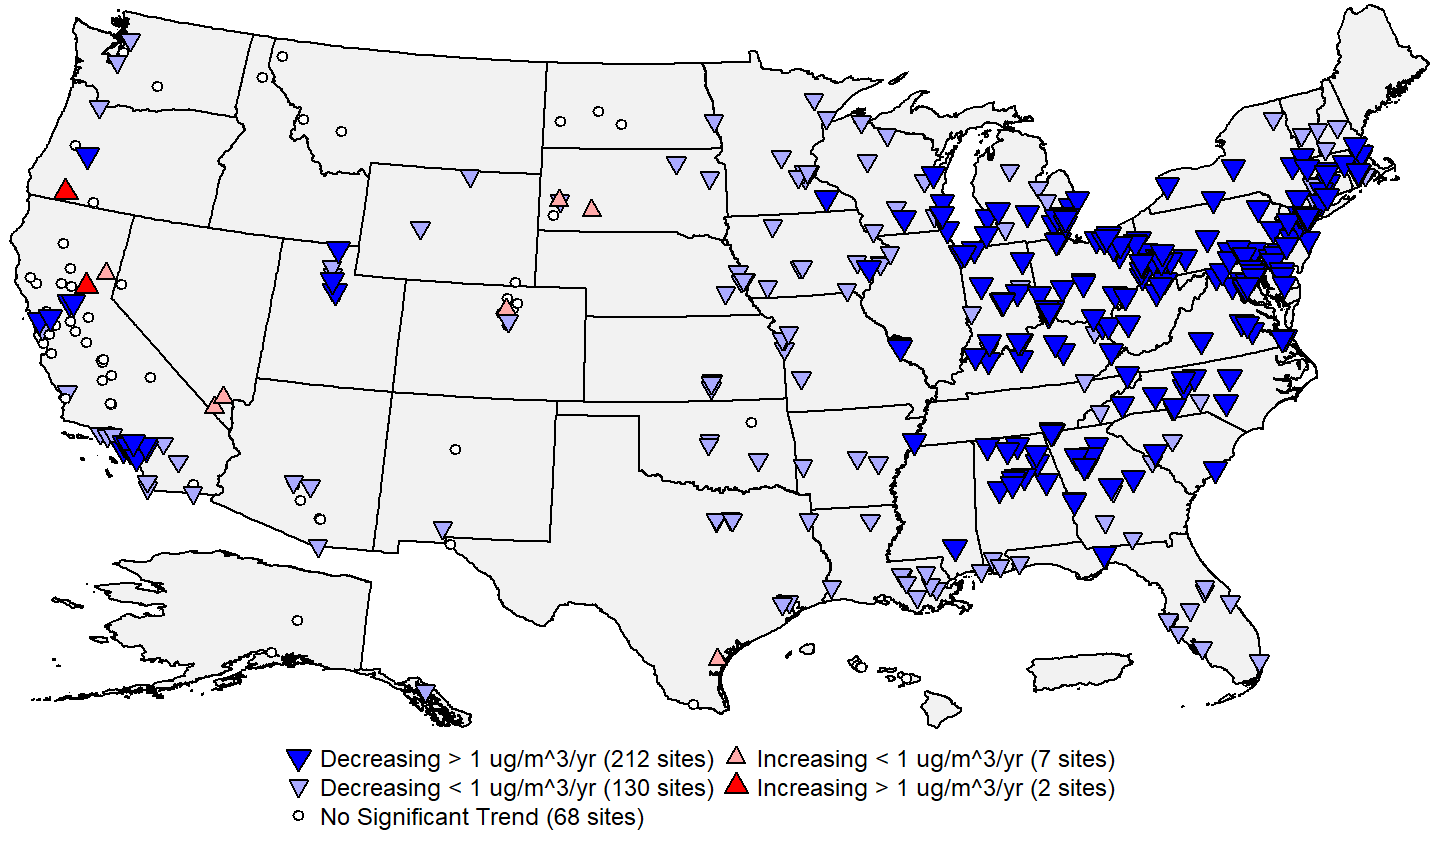 Decreasing > 1 ug/m^3/yr (212 sites) Increasing < 1 ug/m^3/yr (7 sites)
Decreasing < 1 ug/m^3/yr (130 sites) Increasing > 1 ug/m^3/yr (2 sites)
No Significant Trend (68 sites)